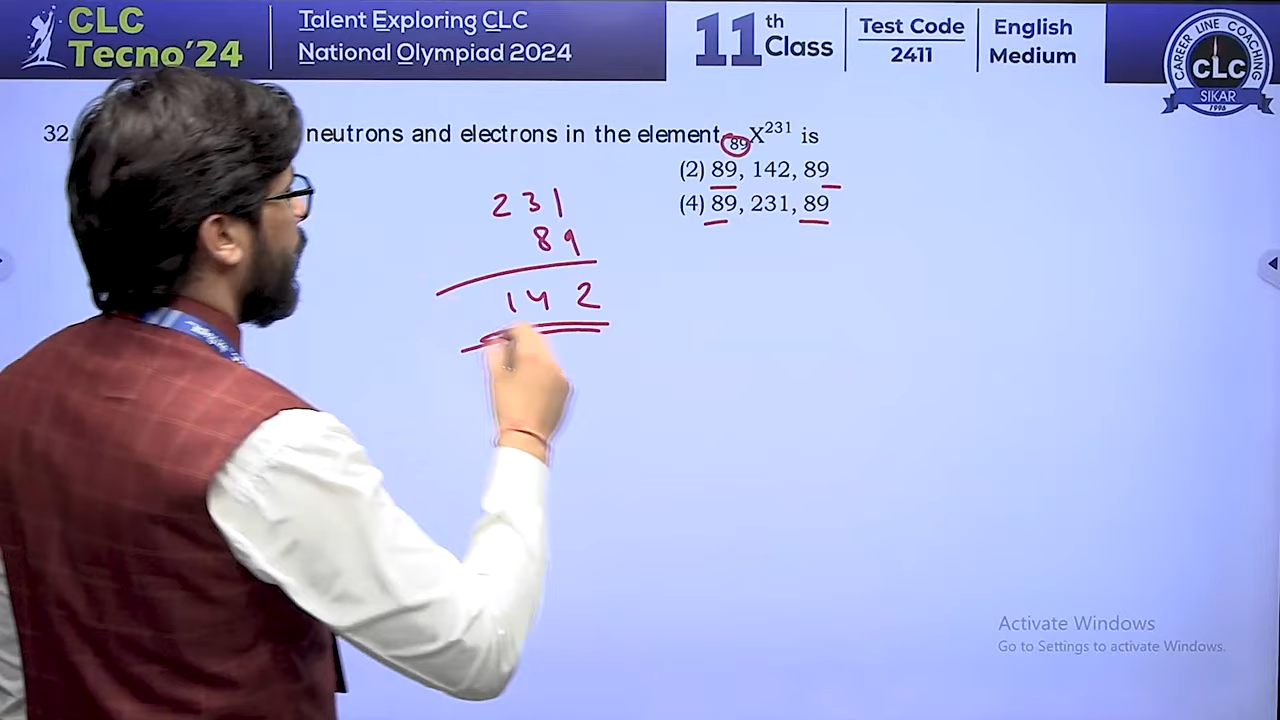 CLC
Tecno'24
Talent Exploring CLC
National Olympiad 2024
11th Class
Test Code
2411
English
Medium
CAREER LINE COACHING
CLC
SIKAR
1996
32.
neutrons and electrons in the element 89X231 is
(2) 89, 142, 89
(4) 89, 231, 89
231
89
142
Activate Windows
Go to Settings to activate Windows.